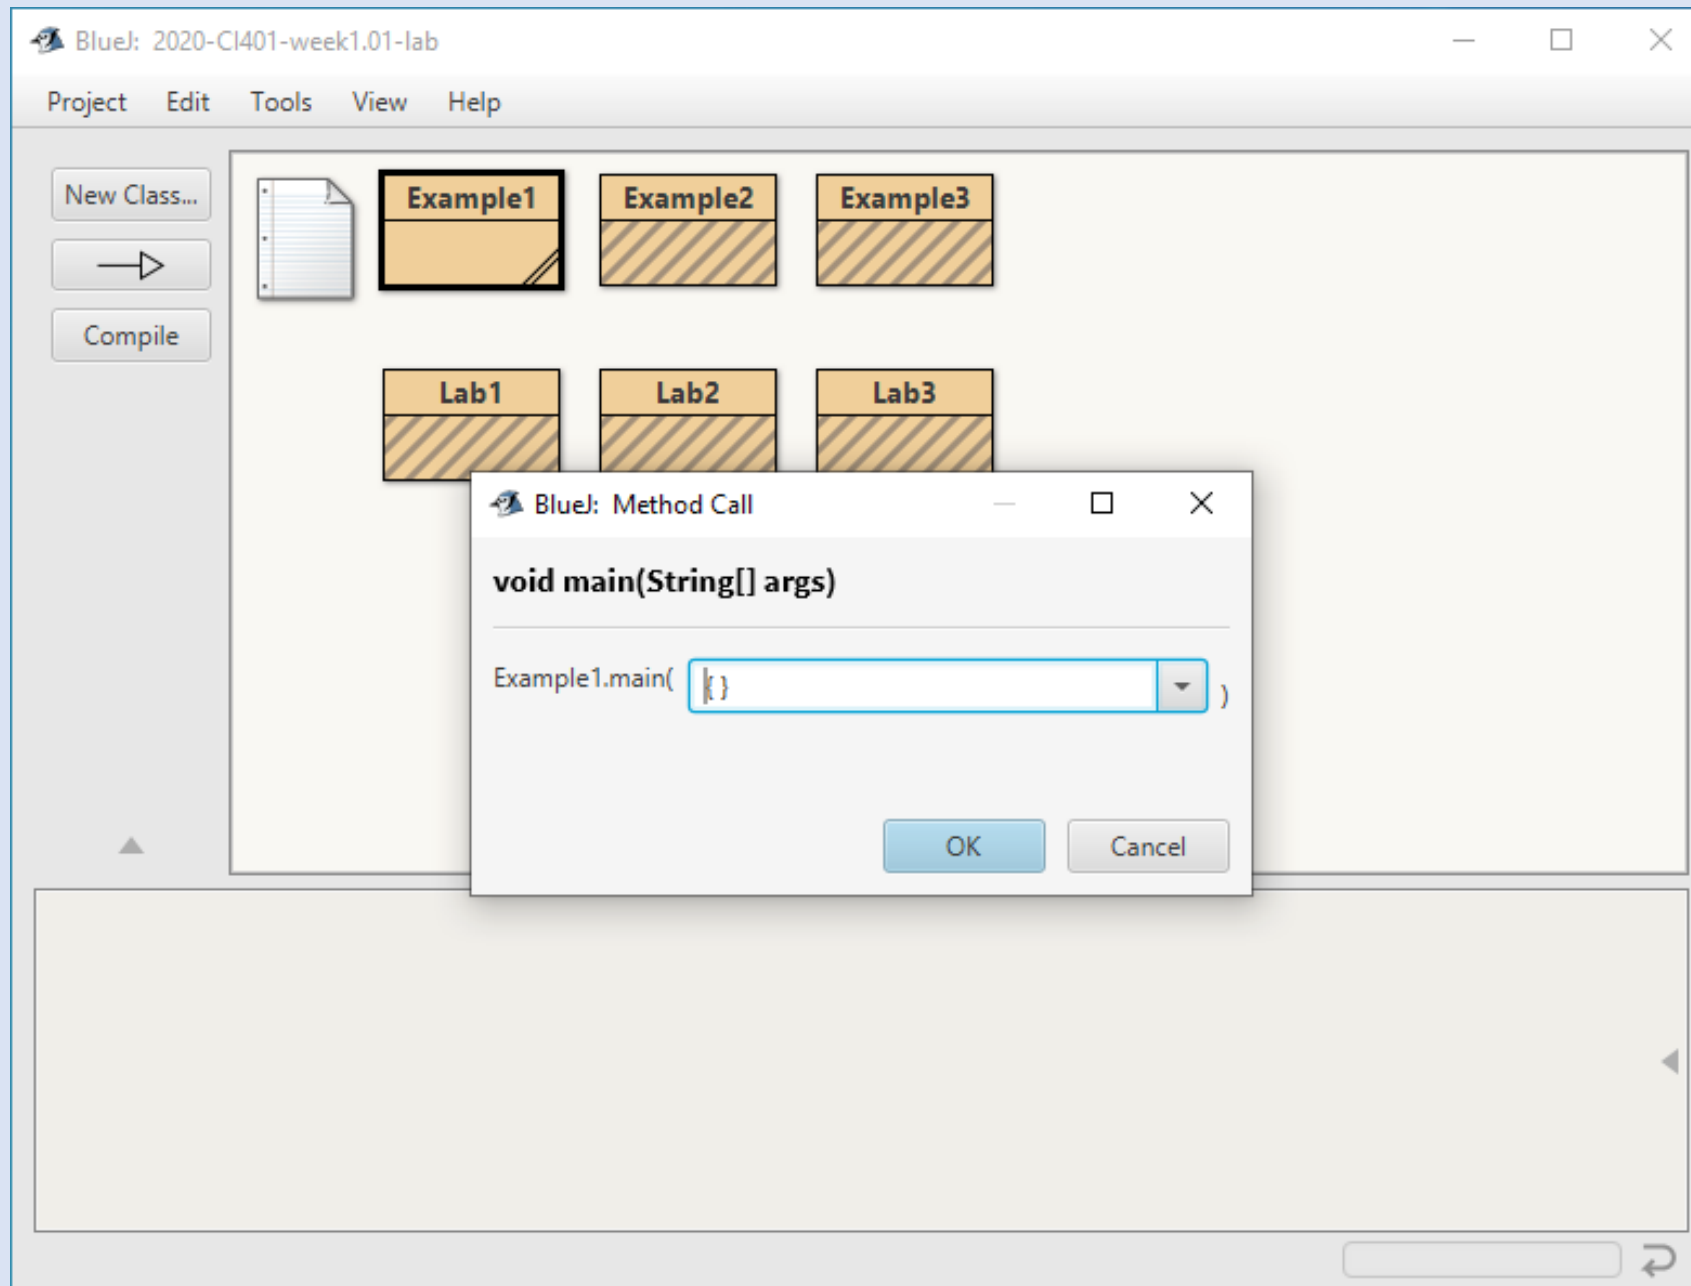 BlueJ: 2020-CI401-week1.01-lab
Project Edit Tools View Help
New Class...
Compile
Example1 Example2 Example3
Lab1 Lab2 Lab3
BlueJ: Method Call
void main(String[] args)
Example1.main( { } )
OK Cancel